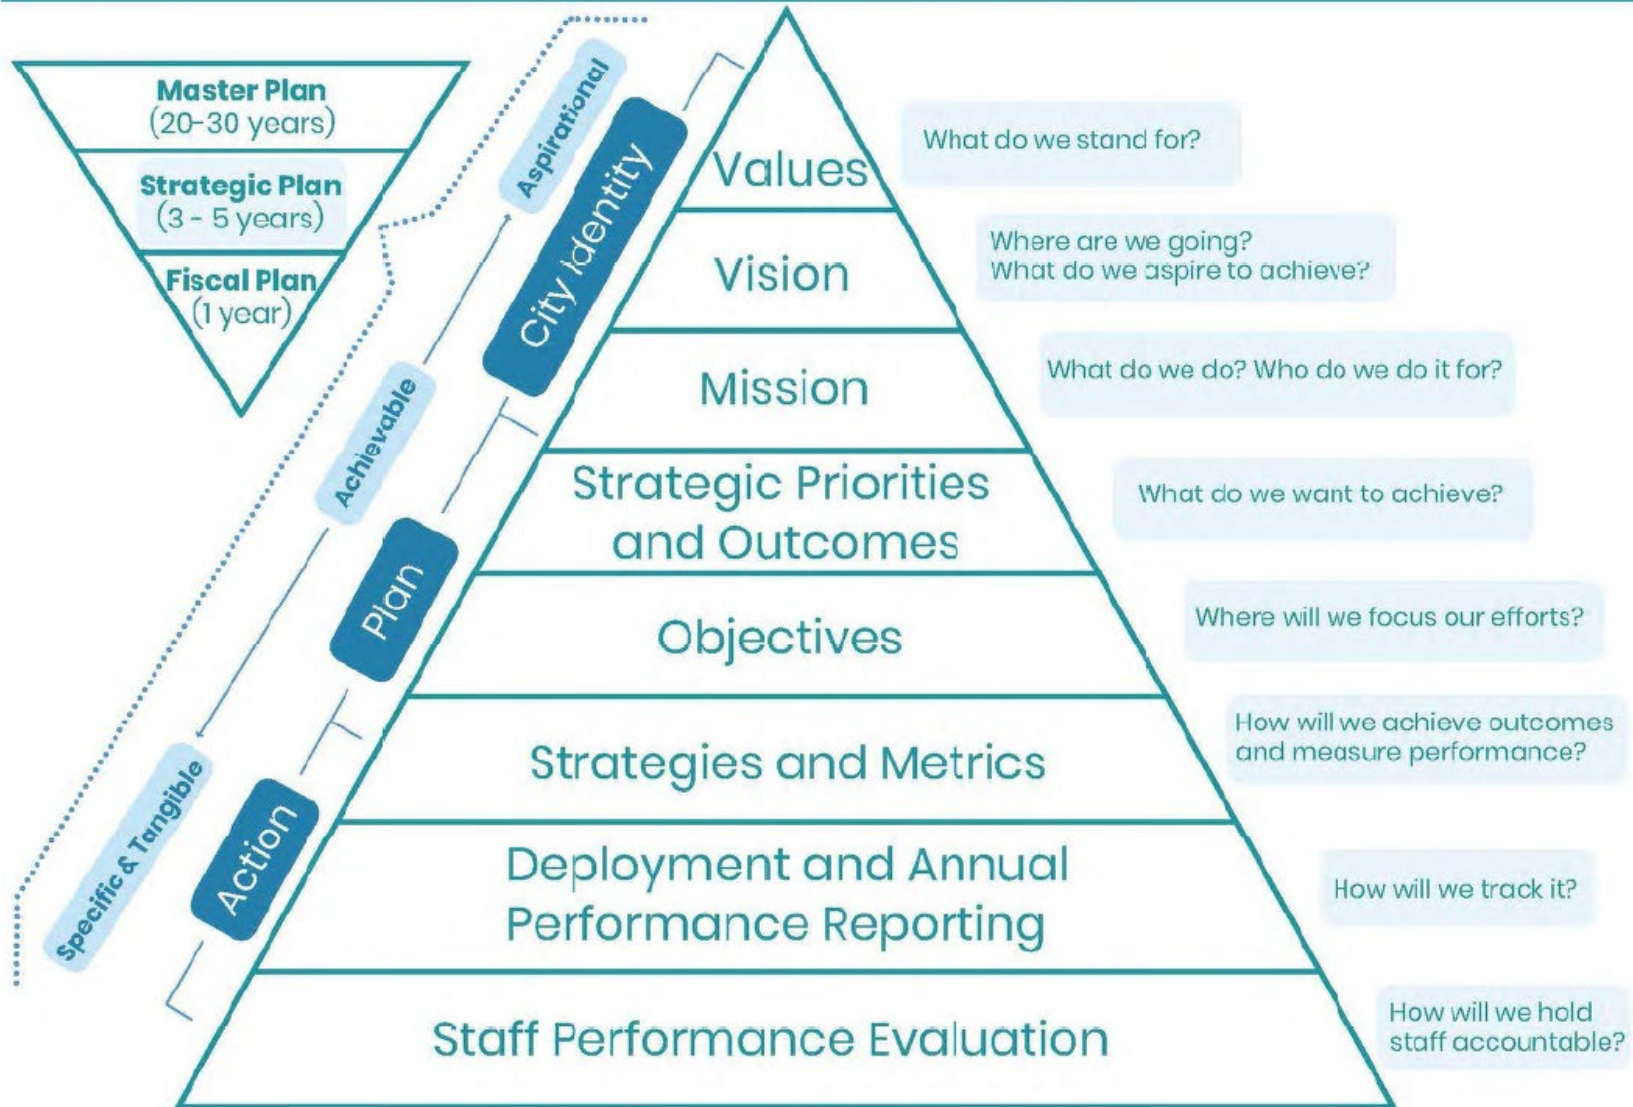 Master Plan
(20-30 years)
Strategic Plan
(3 - 5 years)
Fiscal Plan
(1 year)
Aspirational
Achievable
Specific & Tangible
City Identity
Plan
Action
Values
What do we stand for?
Vision
Where are we going?
What do we aspire to achieve?
Mission
What do we do? Who do we do it for?
Strategic Priorities
and Outcomes
What do we want to achieve?
Objectives
Where will we focus our efforts?
Strategies and Metrics
How will we achieve outcomes
and measure performance?
Deployment and Annual
Performance Reporting
How will we track it?
Staff Performance Evaluation
How will we hold
staff accountable?